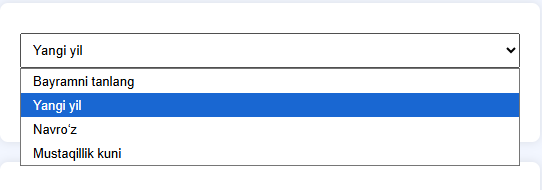 Yangi yil
Bayramni tanlang
Yangi yil
Navro‘z
Mustaqillik kuni